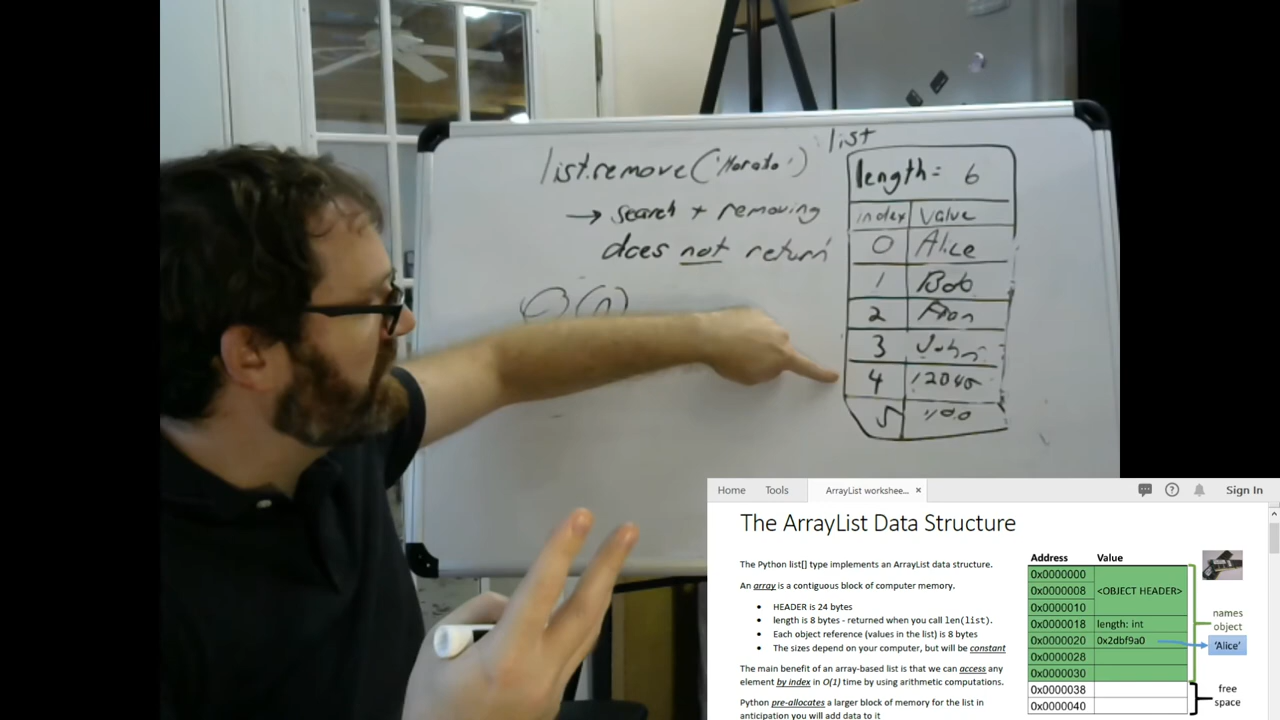 list
list.remove('Horato')
length: 6
→ search + removing
index value
does not return
0 Alice
O(n)
1 Bob
2
3 John
4
5 100
Home Tools ArrayList workshee... × Sign In
The ArrayList Data Structure
The Python list[] type implements an ArrayList data structure.
An array is a contiguous block of computer memory.
• HEADER is 24 bytes
• length is 8 bytes - returned when you call len(list).
• Each object reference (values in the list) is 8 bytes
• The sizes depend on your computer, but will be constant
The main benefit of an array-based list is that we can access any
element by index in O(1) time by using arithmetic computations.
Python pre-allocates a larger block of memory for the list in
anticipation you will add data to it
Address Value
0x0000000
0x0000008 <OBJECT HEADER>
0x0000010
0x0000018 length: int
0x0000020 0x2dbf9a0
0x0000028
0x0000030
0x0000038
0x0000040
names
object
'Alice'
free
space